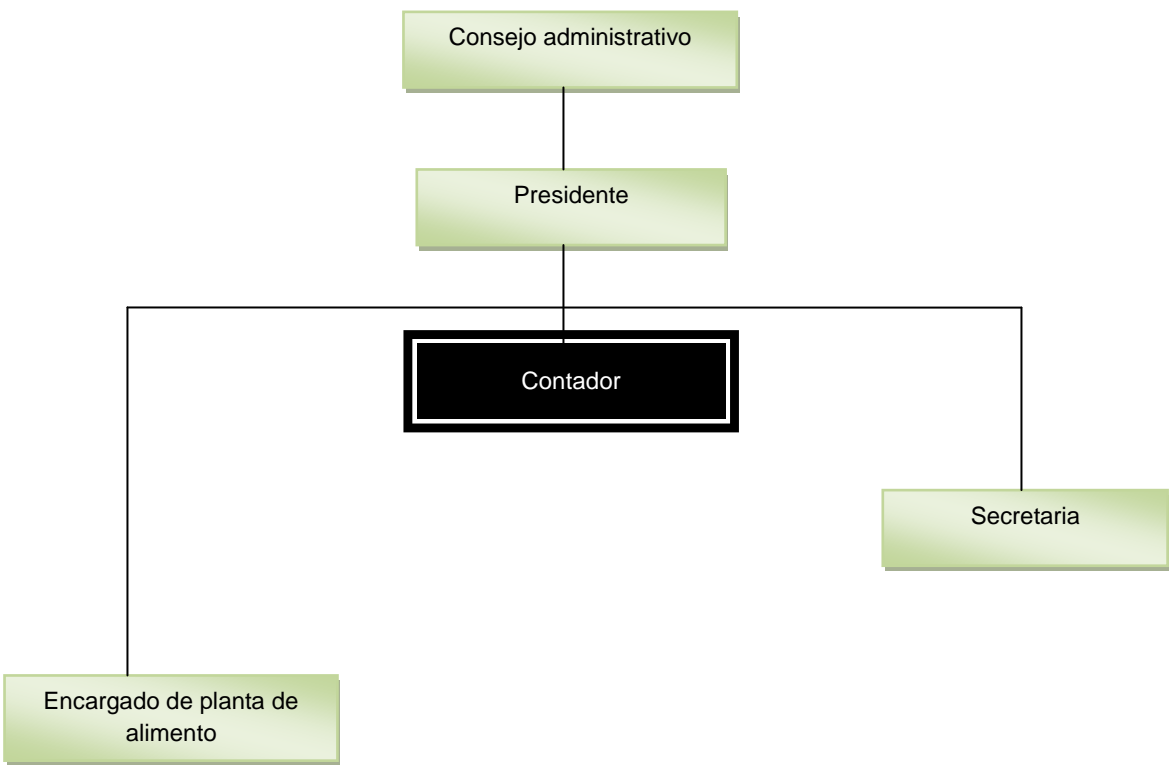 Consejo administrativo
Presidente
Contador
Secretaria
Encargado de planta de
alimento